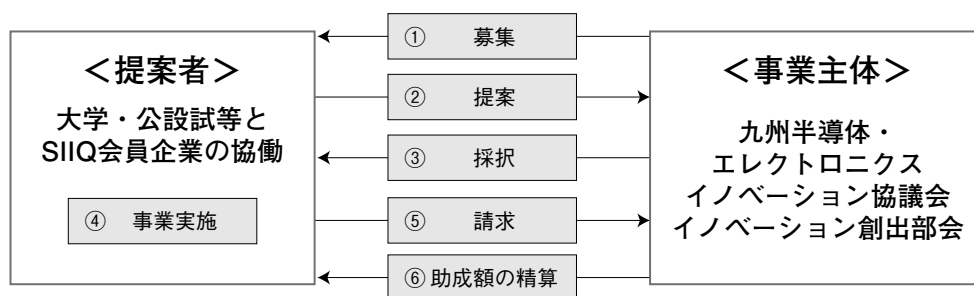 ＜提案者＞
大学・公設試等と
SIIQ会員企業の協働
④ 事業実施
① 募集
② 提案
③ 採択
⑤ 請求
⑥ 助成額の精算
＜事業主体＞
九州半導体・
エレクトロニクス
イノベーション協議会
イノベーション創出部会